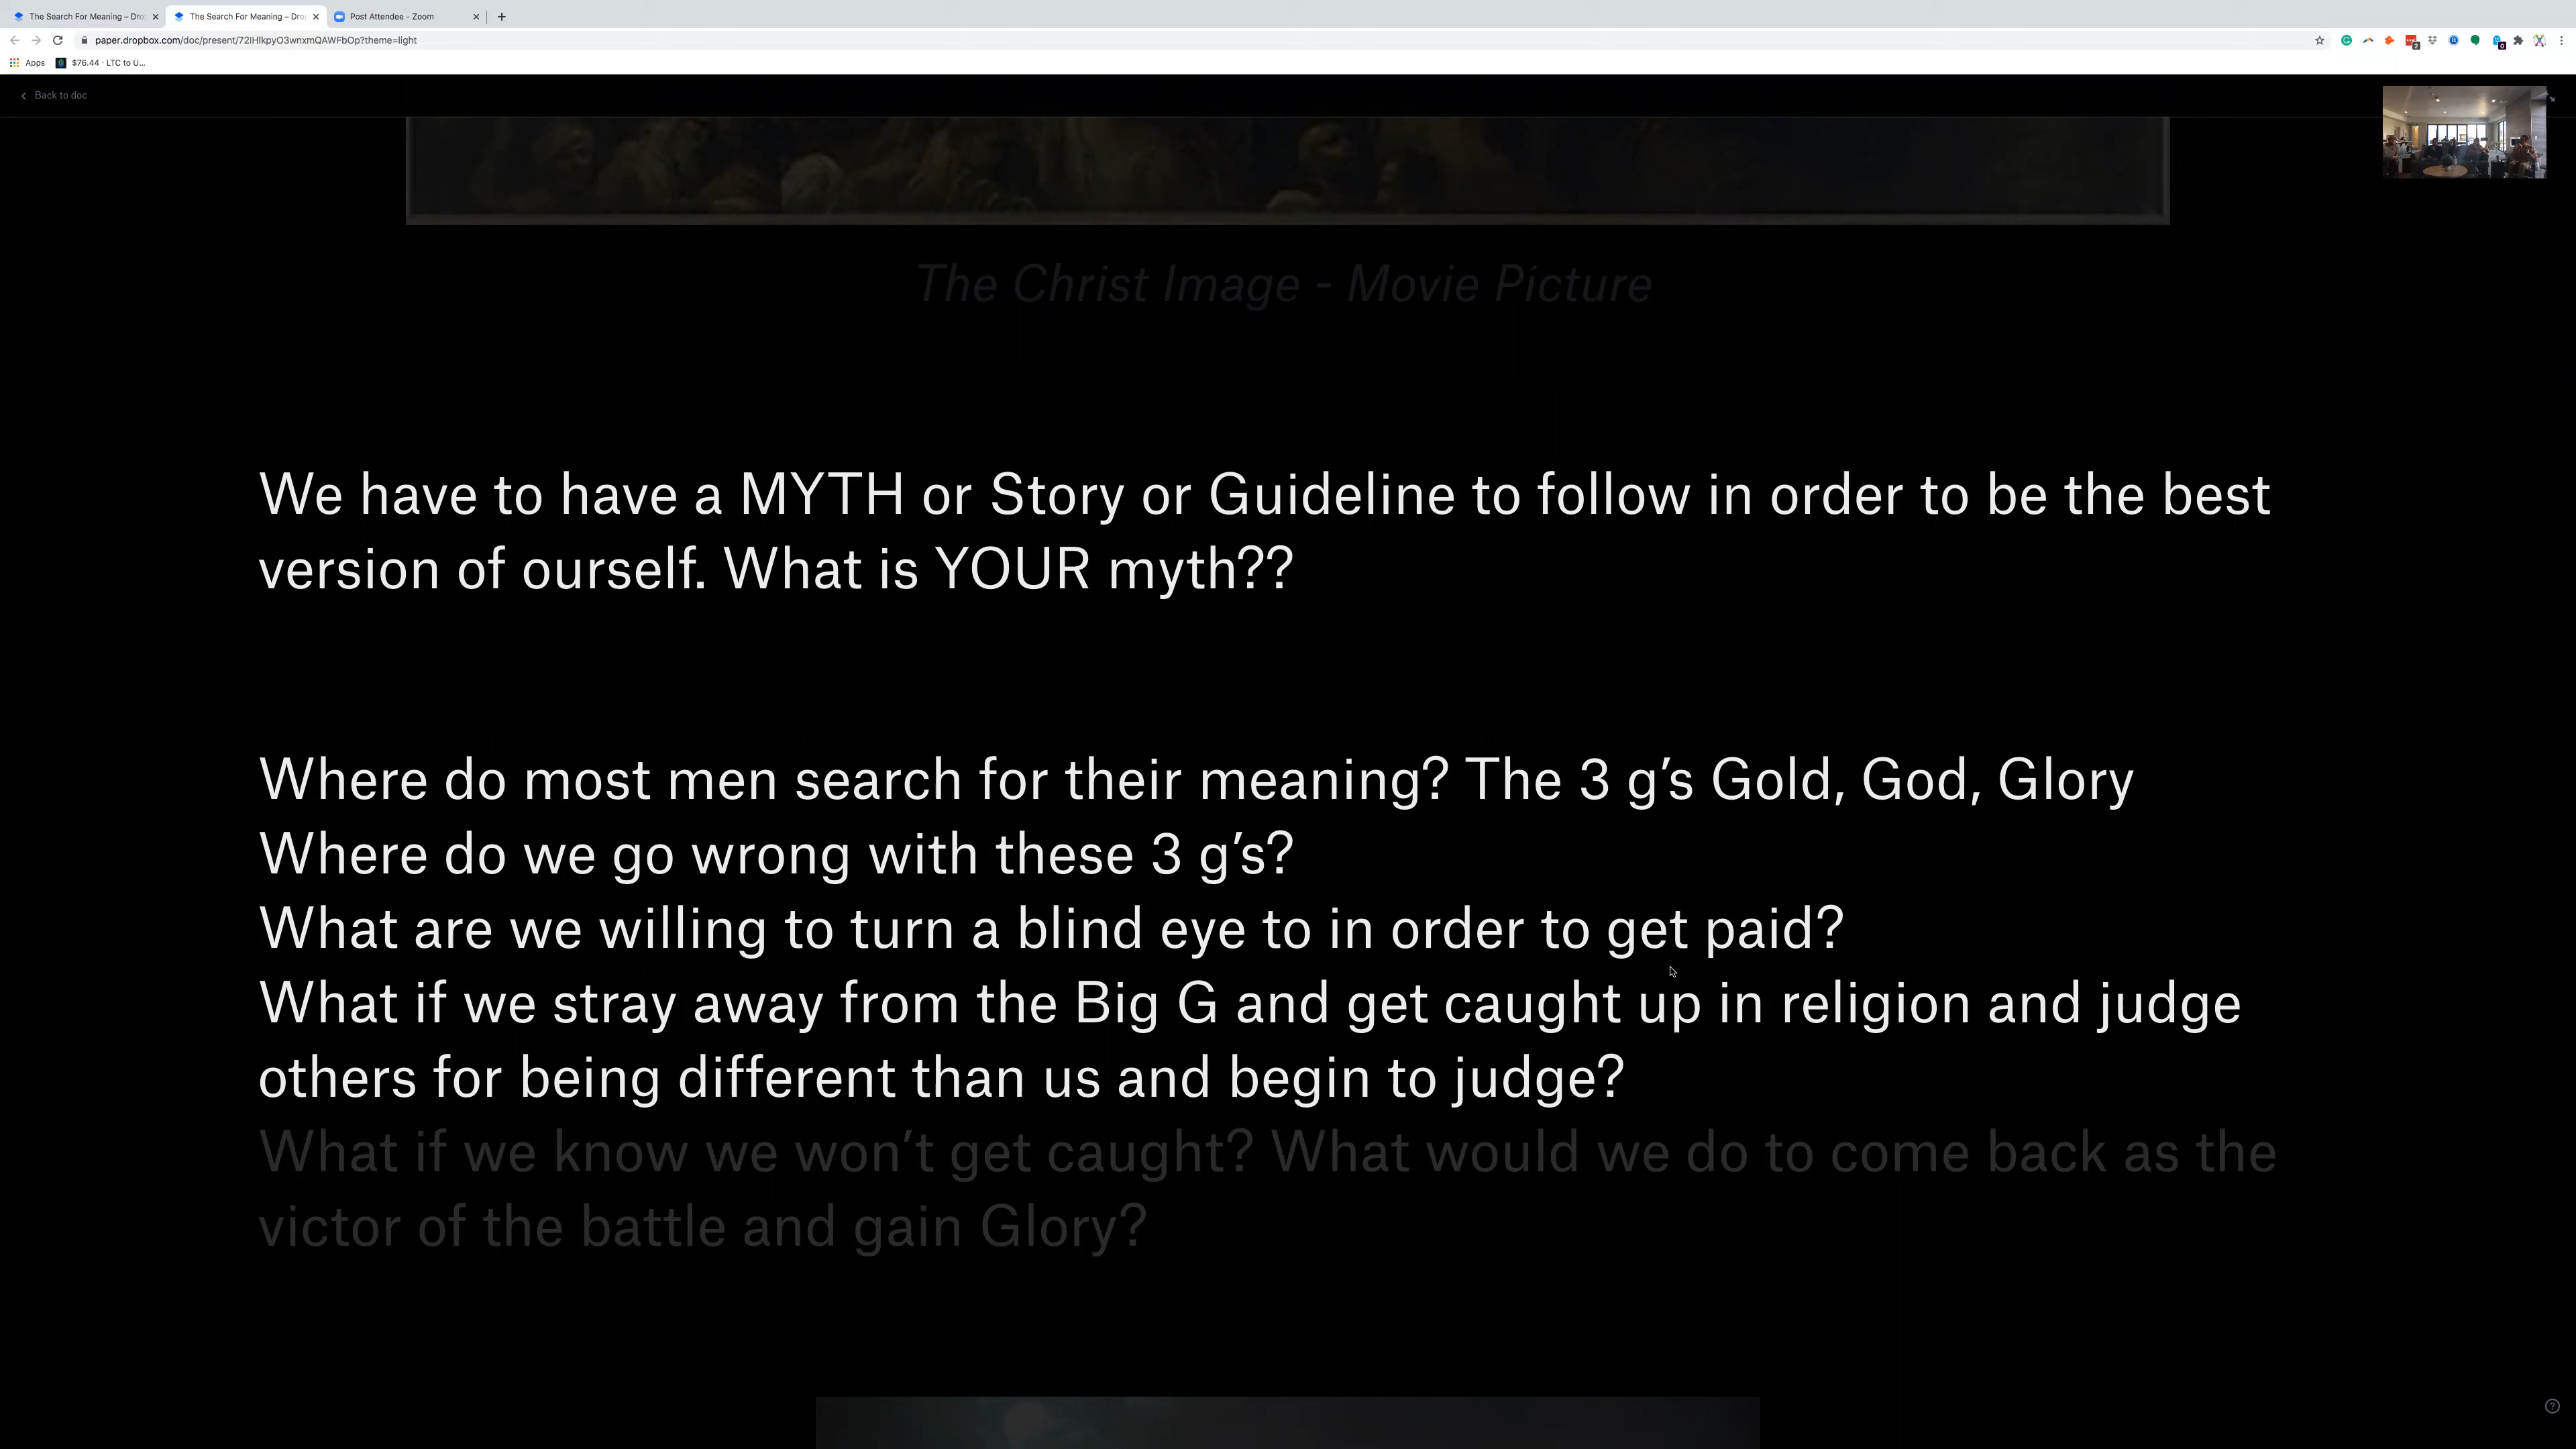 The Search For Meaning – Dro
The Search For Meaning – Dro
Post Attendee - Zoom
paper.dropbox.com/doc/present/72IHlkpyO3wnxmQAWFbOp?theme=light
Apps
$76.44 · LTC to U...
Back to doc
The Christ Image - Movie Picture
We have to have a MYTH or Story or Guideline to follow in order to be the best
version of ourself. What is YOUR myth??
Where do most men search for their meaning? The 3 g’s Gold, God, Glory
Where do we go wrong with these 3 g’s?
What are we willing to turn a blind eye to in order to get paid?
What if we stray away from the Big G and get caught up in religion and judge
others for being different than us and begin to judge?
What if we know we won’t get caught? What would we do to come back as the
victor of the battle and gain Glory?